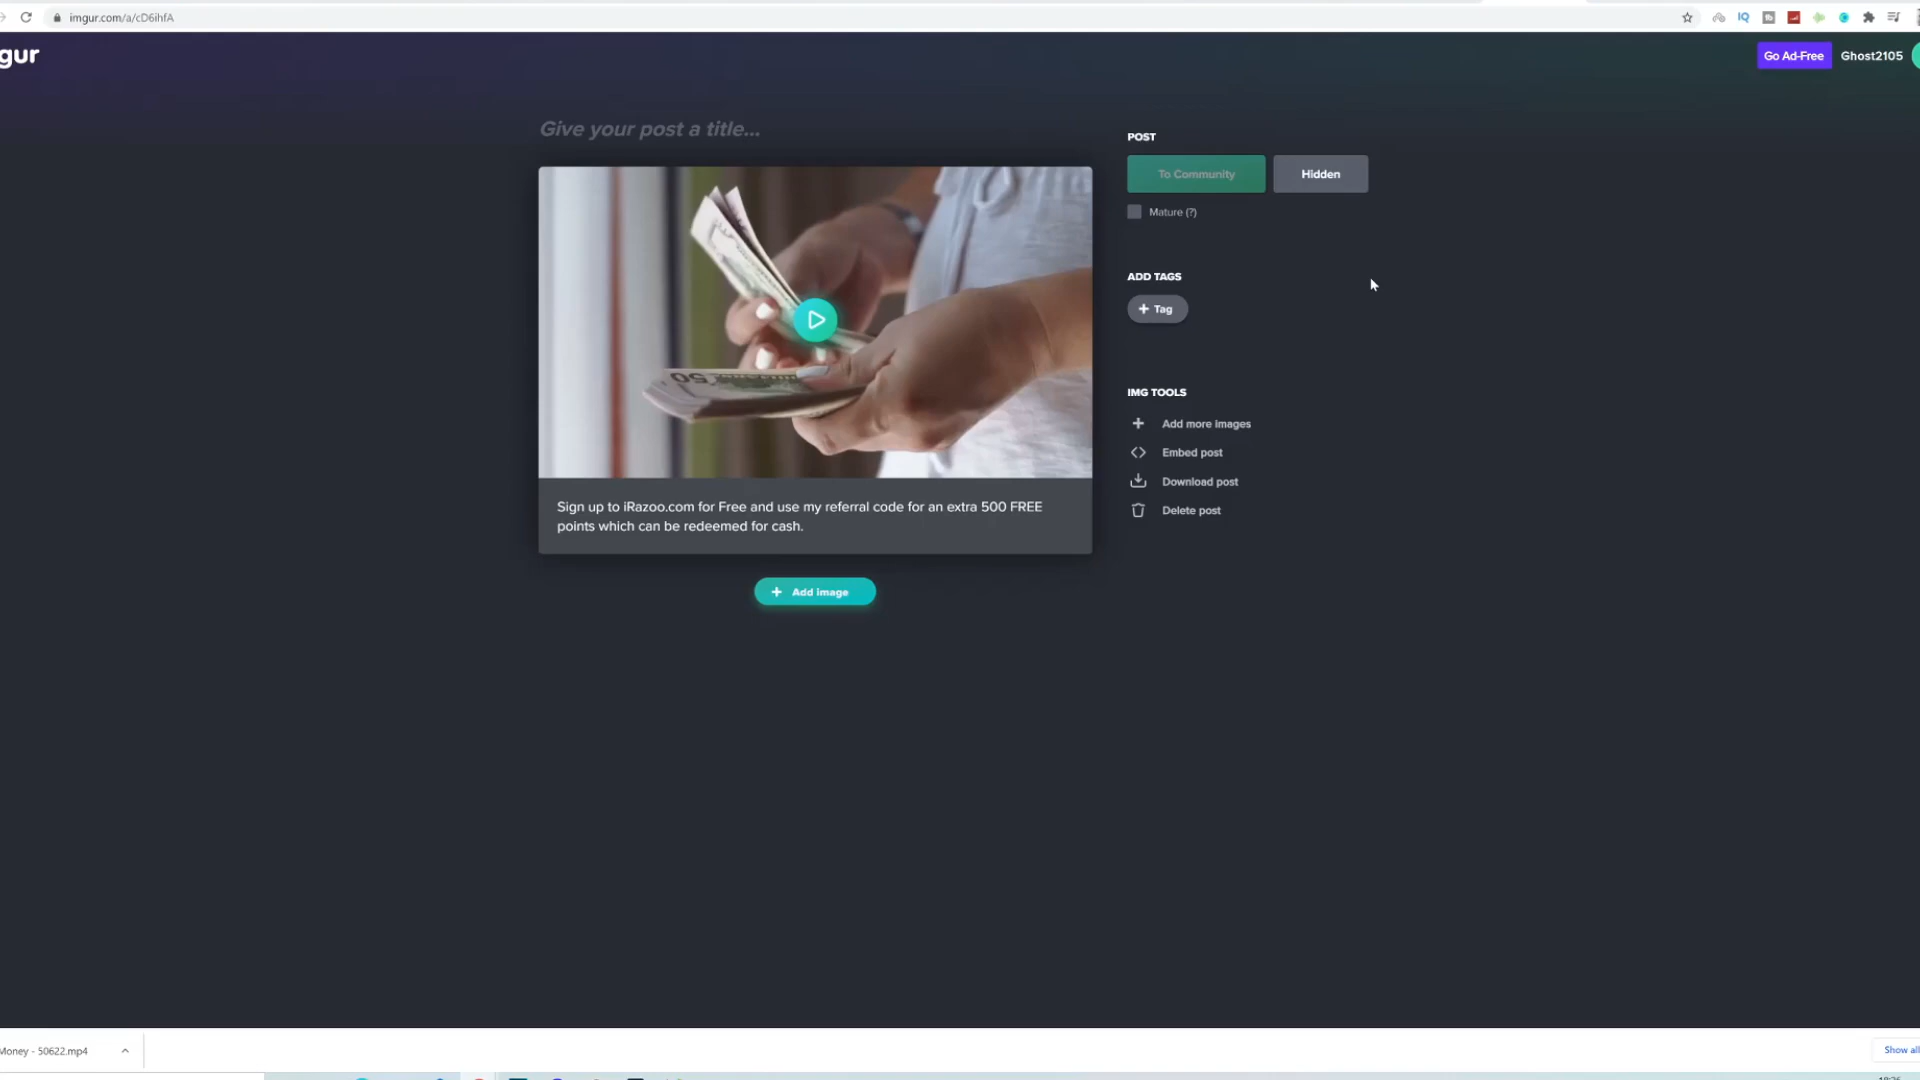 imgur.com/a/cD6ihfA
gur
Go Ad-Free
Ghost2105
Give your post a title...
POST
To Community
Hidden
Mature (?)
ADD TAGS
+ Tag
50
IMG TOOLS
+ Add more images
<> Embed post
Download post
Delete post
Sign up to iRazoo.com for Free and use my referral code for an extra 500 FREE
points which can be redeemed for cash.
+ Add image
Money - 50622.mp4
Show all